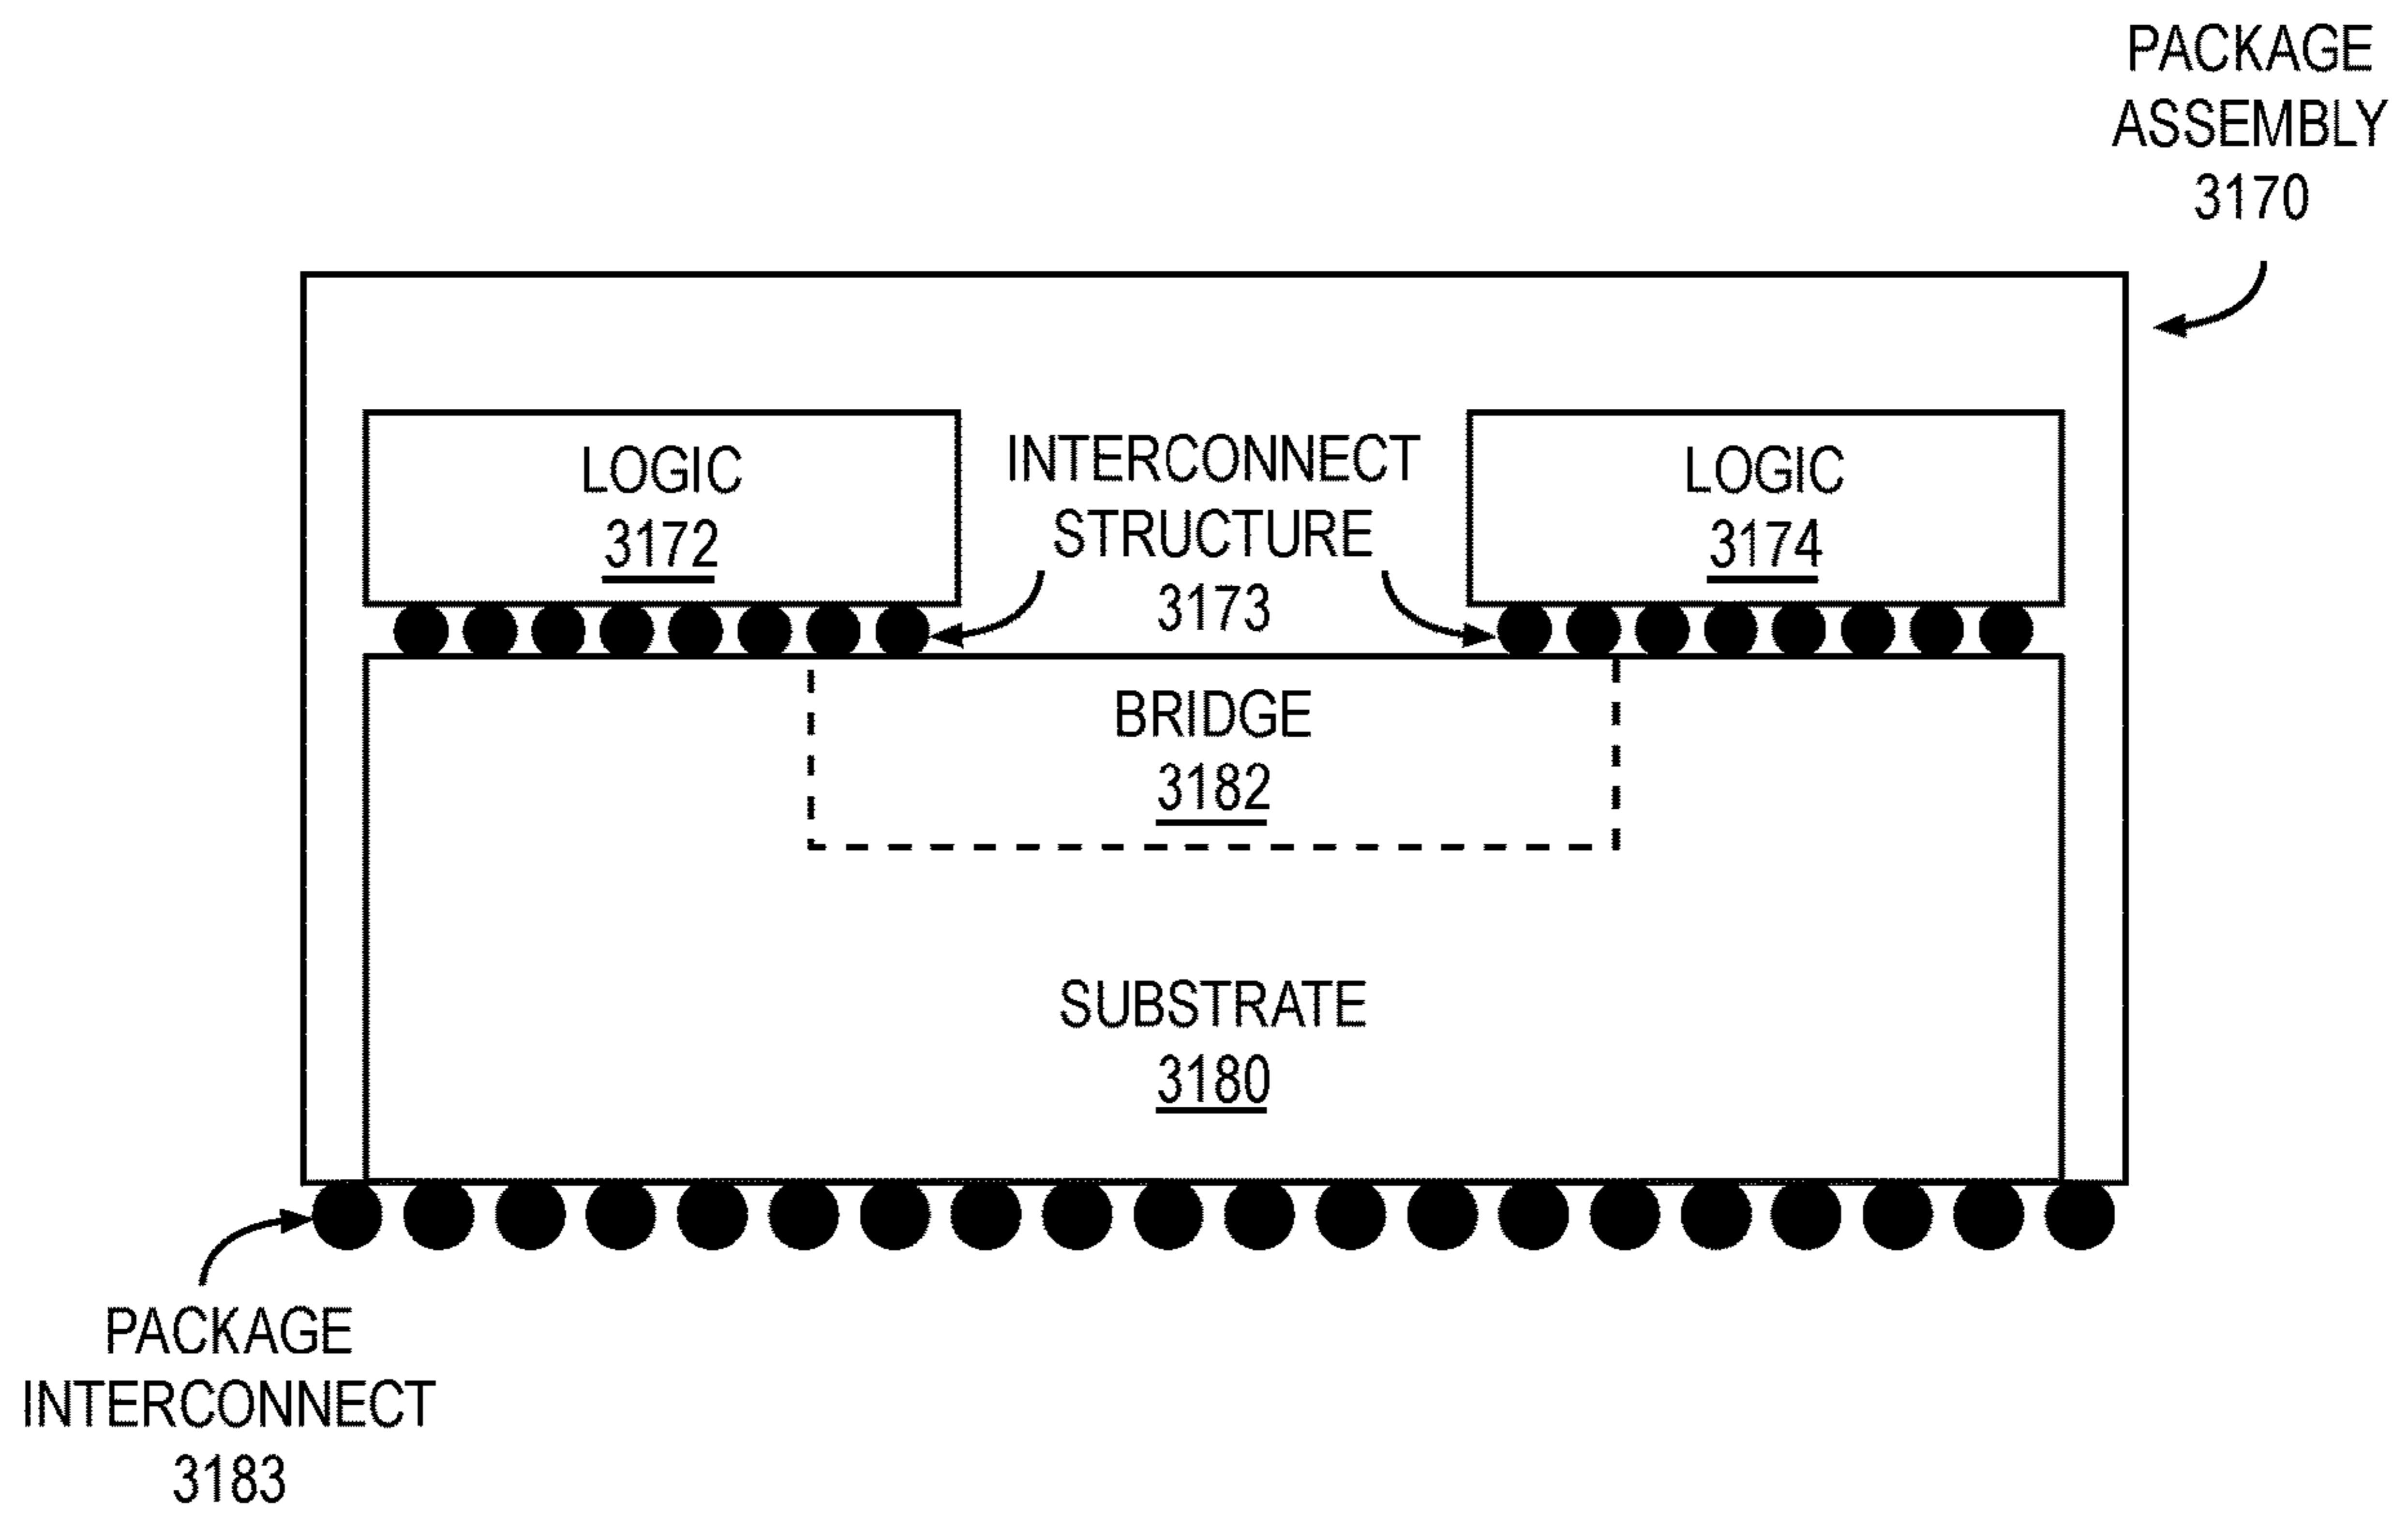 PACKAGE
ASSEMBLY
3170
LOGIC
3172
INTERCONNECT
STRUCTURE
3173
LOGIC
3174
BRIDGE
3182
SUBSTRATE
3180
PACKAGE
INTERCONNECT
3183